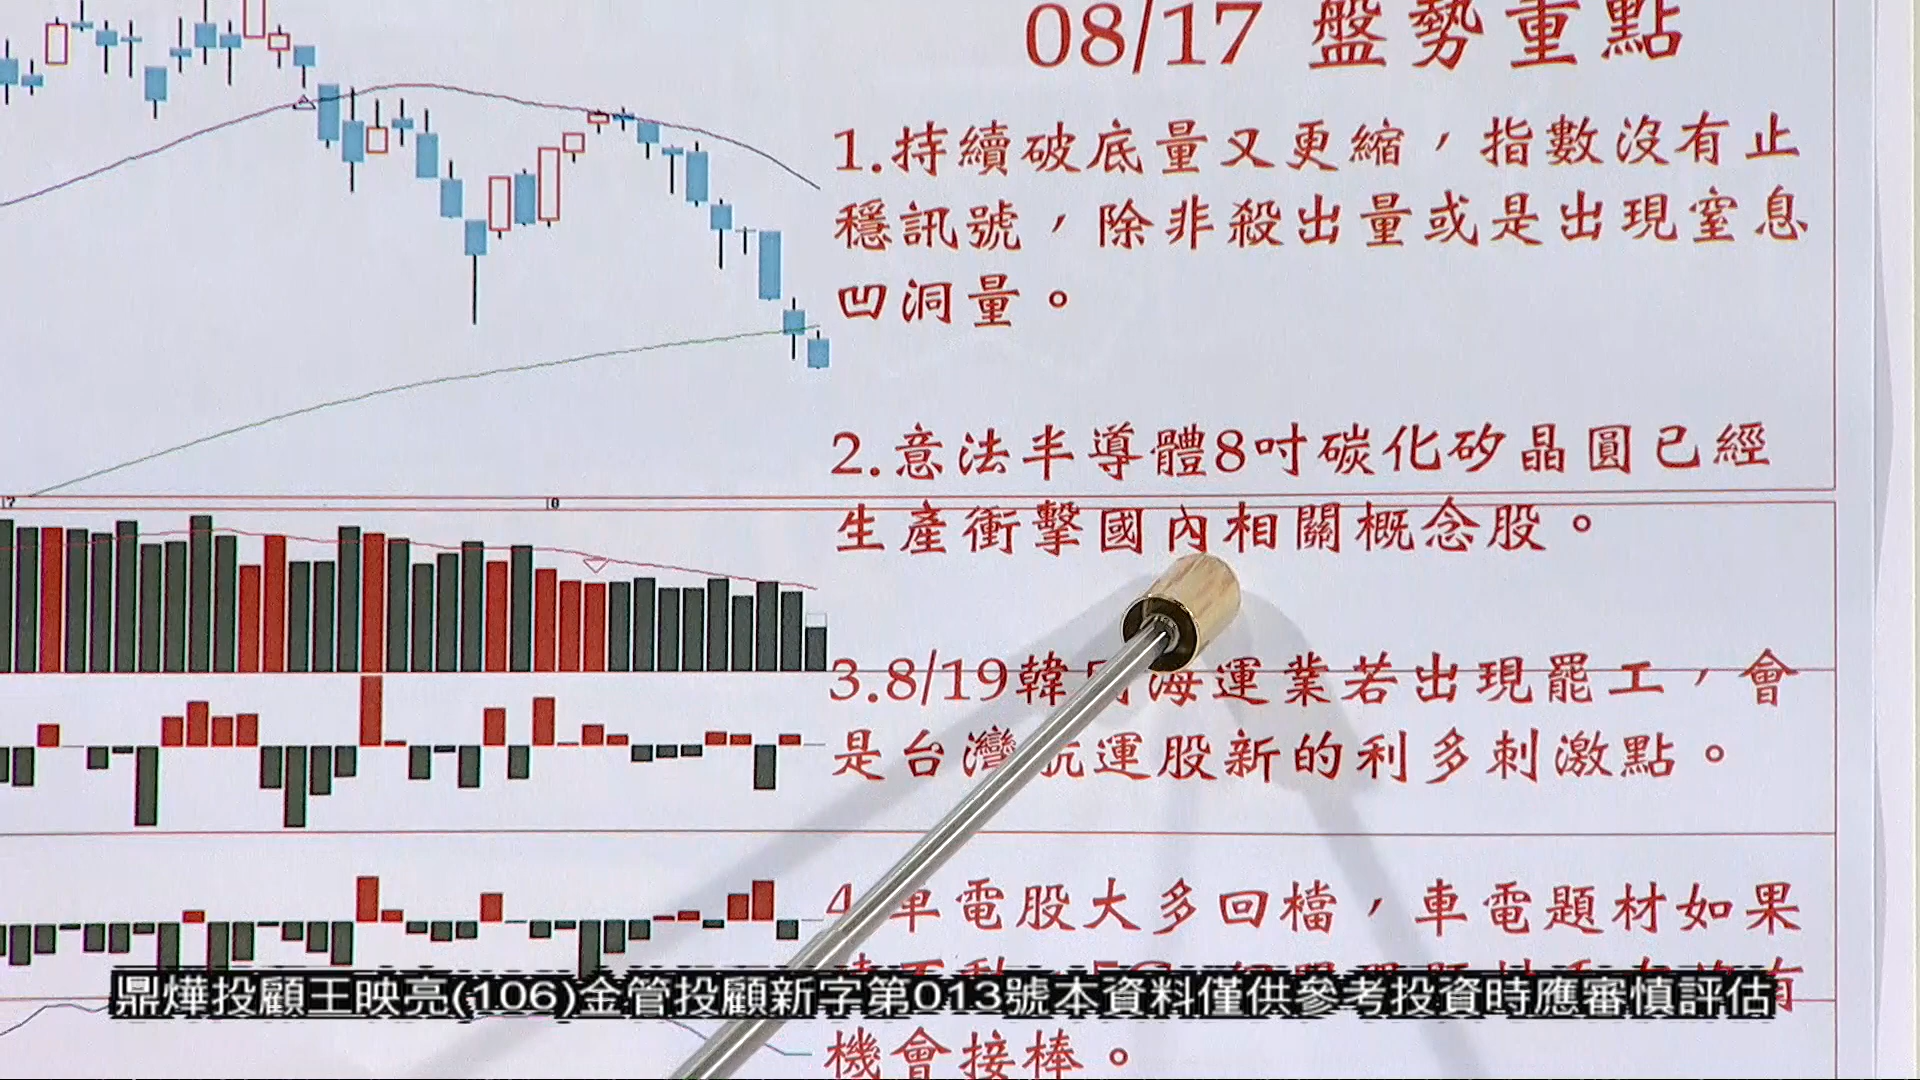 08/17 盤勢重點
1.持續破底量又更縮，指數沒有止
穩訊號，除非殺出量或是出現窒息
凹洞量。
2.意法半導體8吋碳化矽晶圓已經
生產衝擊國內相關概念股。
3.8/19韓 海運業若出現罷工，會
是台灣 運股新的利多刺激點。
4 車電股大多回檔，車電題材如果
機會接棒。
7
8
鼎燁投顧王映亮(106)金管投顧新字第013號本資料僅供參考投資時應審慎評估